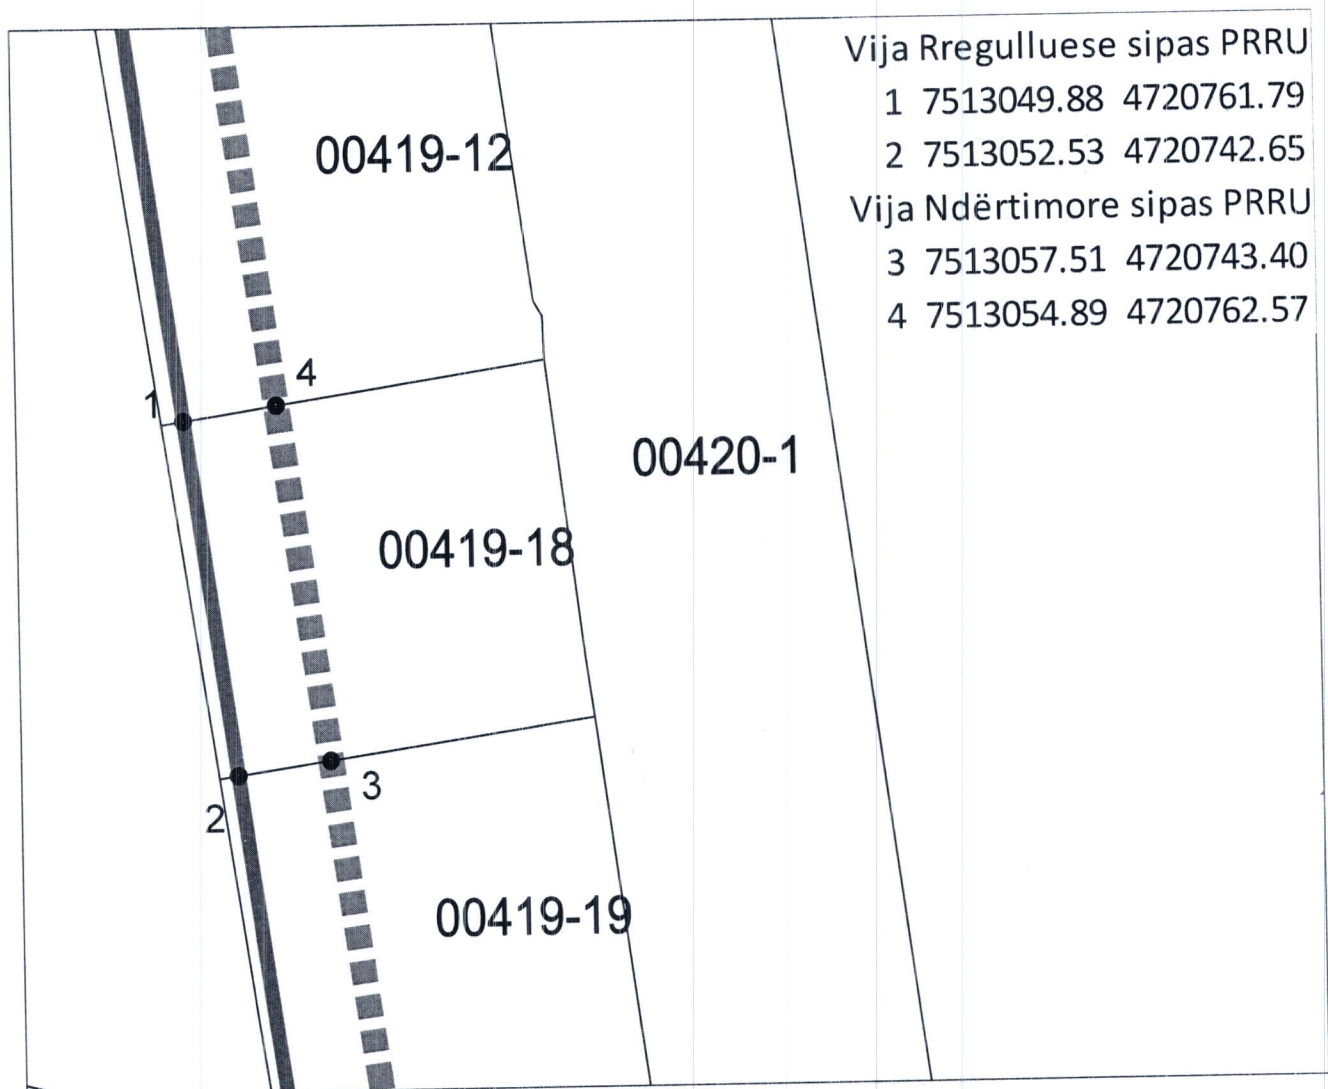 Vija Rregulluese sipas PRRU
1 7513049.88 4720761.79
2 7513052.53 4720742.65
Vija Ndërtimore sipas PRRU
3 7513057.51 4720743.40
4 7513054.89 4720762.57
00419-12
4
1
00420-1
00419-18
3
2
00419-19